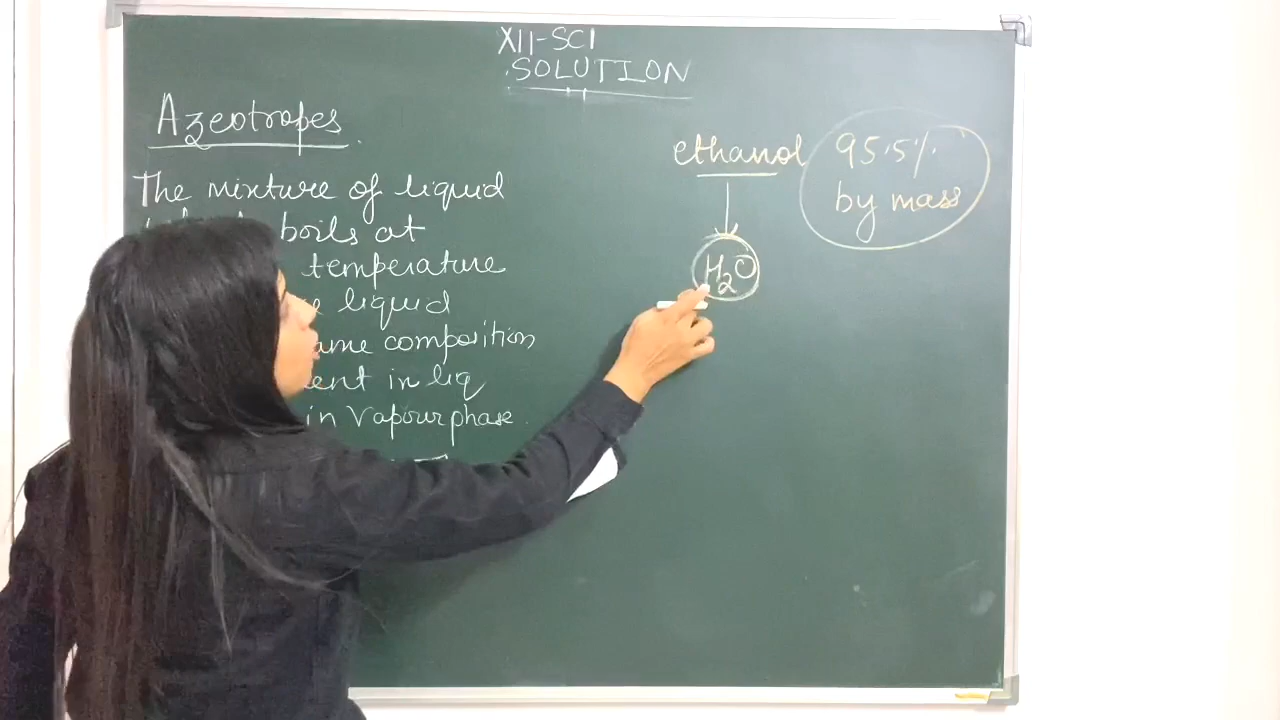 XII-SCI
SOLUTION
Azeotropes
The mixture of liquid
boils at
temperature
liquid
ame composition
ent in liq
in Vapour phase.
ethanol 95.5%
by mass
H2O